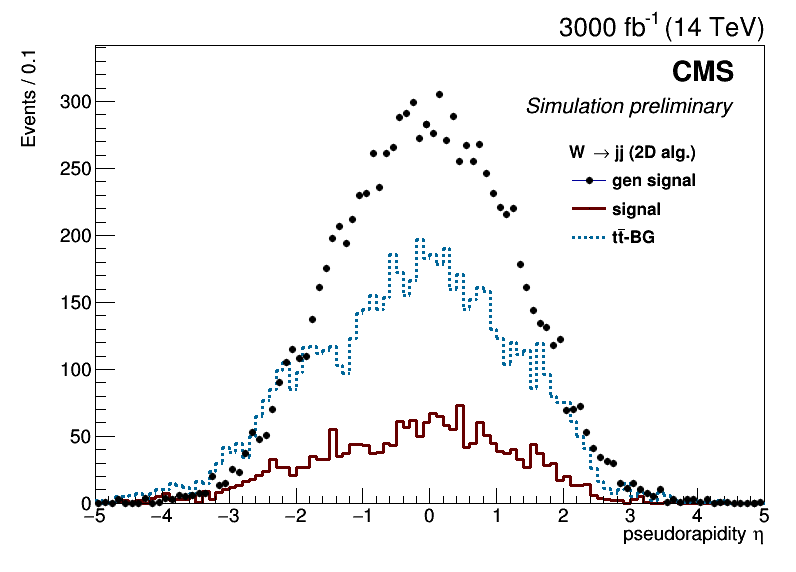 3000 fb-1 (14 TeV)
CMS
Simulation preliminary
W → jj (2D alg.)
gen signal
signal
tt̄-BG
Events / 0.1
300
250
200
150
100
50
0
−5 −4 −3 −2 −1 0 1 2 3 4 5
pseudorapidity η